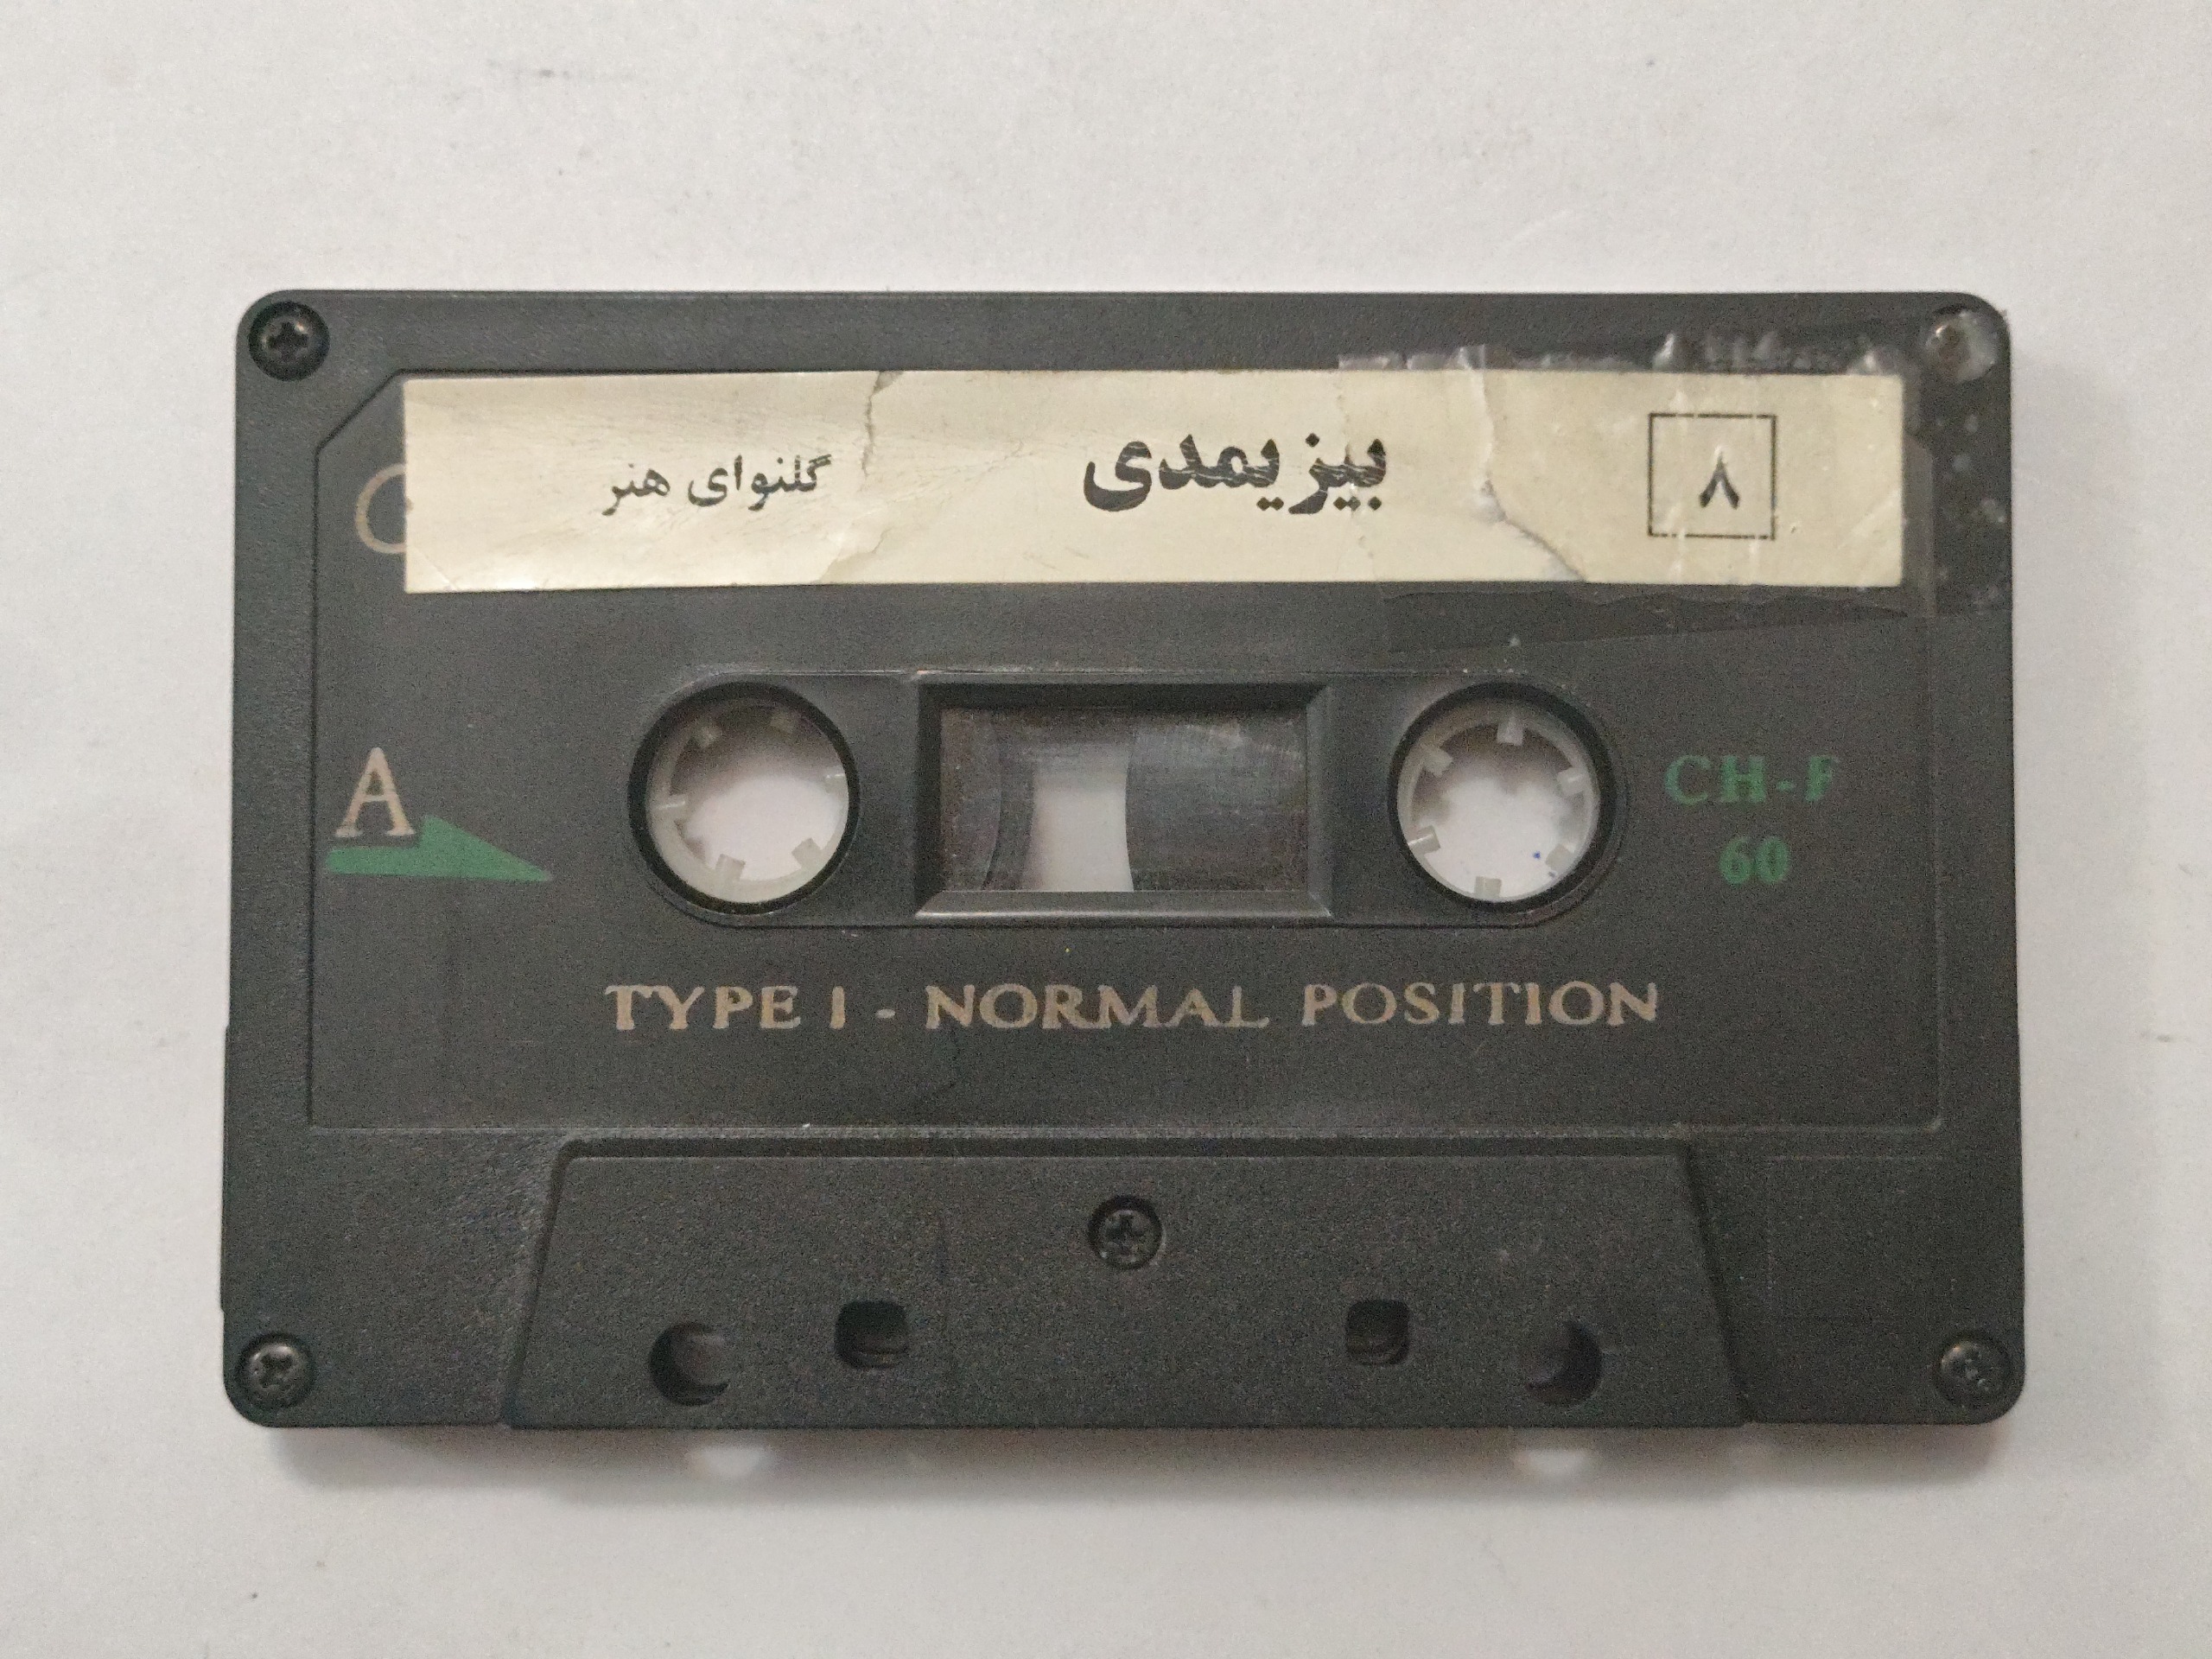 ۸ بیزیمدی گلنوای هنر
A
CH-F
60
TYPE I - NORMAL POSITION